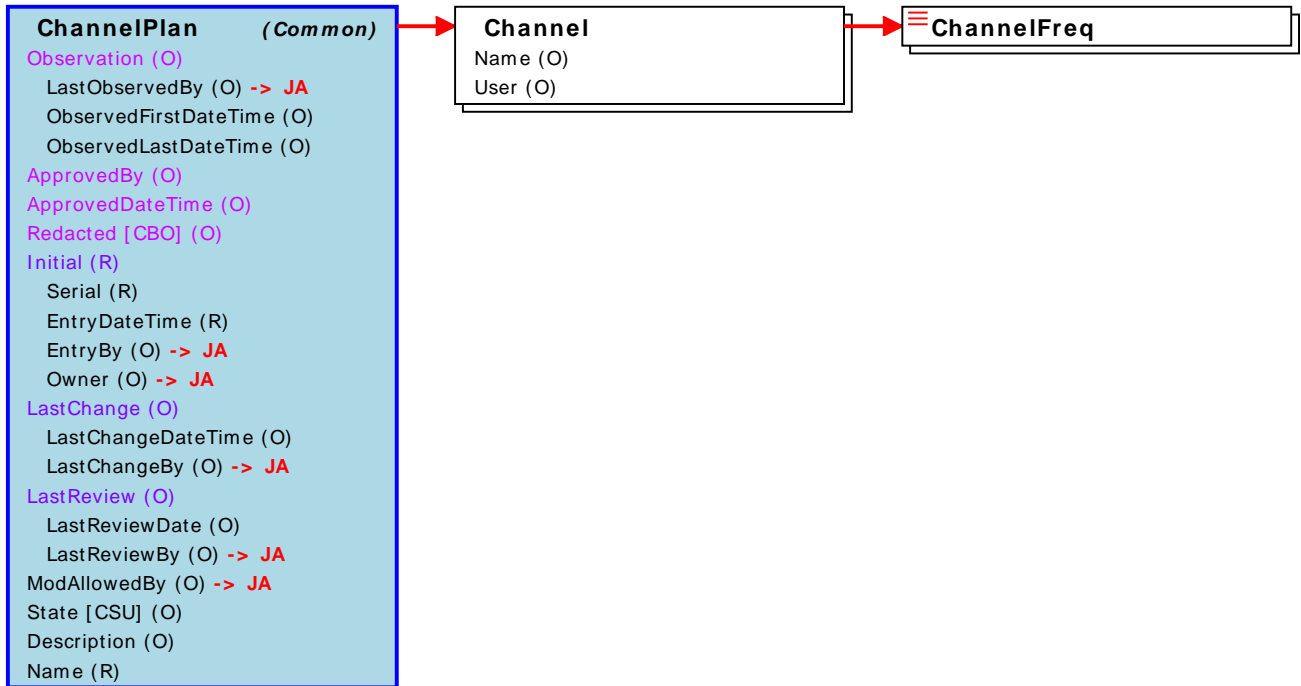 ChannelPlan (Common)
Observation (O)
LastObservedBy (O) -> JA
ObservedFirstDateTime (O)
ObservedLastDateTime (O)
ApprovedBy (O)
ApprovedDateTime (O)
Redacted [CBO] (O)
Initial (R)
Serial (R)
EntryDateTime (R)
EntryBy (O) -> JA
Owner (O) -> JA
LastChange (O)
LastChangeDateTime (O)
LastChangeBy (O) -> JA
LastReview (O)
LastReviewDate (O)
LastReviewBy (O) -> JA
ModAllowedBy (O) -> JA
State [CSU] (O)
Description (O)
Name (R)
Channel
Name (O)
User (O)
ChannelFreq